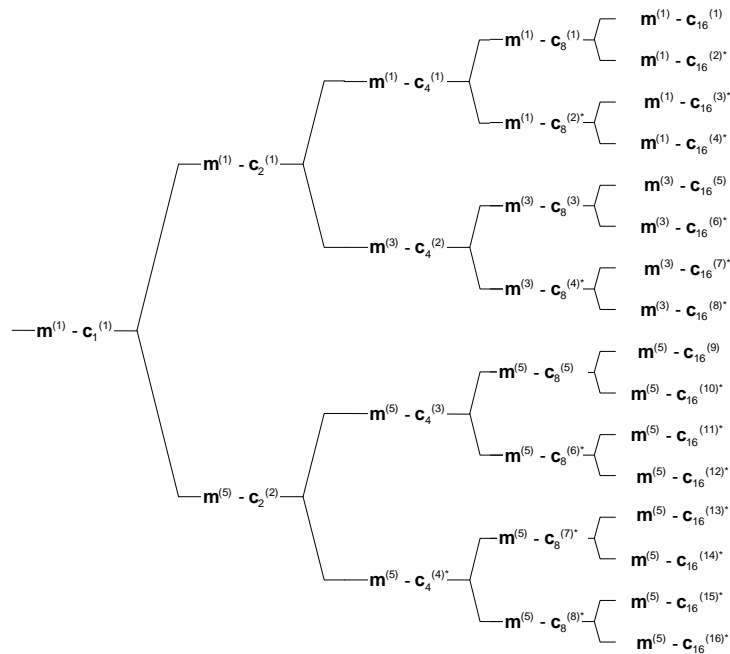 m⁽¹⁾ - c₁₆⁽¹⁾
m⁽¹⁾ - c₈⁽¹⁾
m⁽¹⁾ - c₁₆⁽²⁾*
m⁽¹⁾ - c₄⁽¹⁾
m⁽¹⁾ - c₁₆⁽³⁾*
m⁽¹⁾ - c₈⁽²⁾*
m⁽¹⁾ - c₁₆⁽⁴⁾*
m⁽¹⁾ - c₂⁽¹⁾
m⁽³⁾ - c₁₆⁽⁵⁾
m⁽³⁾ - c₈⁽³⁾
m⁽³⁾ - c₁₆⁽⁶⁾*
m⁽³⁾ - c₄⁽²⁾
m⁽³⁾ - c₁₆⁽⁷⁾*
m⁽³⁾ - c₈⁽⁴⁾*
m⁽³⁾ - c₁₆⁽⁸⁾*
m⁽¹⁾ - c₁⁽¹⁾
m⁽⁵⁾ - c₁₆⁽⁹⁾
m⁽⁵⁾ - c₈⁽⁵⁾
m⁽⁵⁾ - c₁₆⁽¹⁰⁾*
m⁽⁵⁾ - c₄⁽³⁾
m⁽⁵⁾ - c₁₆⁽¹¹⁾*
m⁽⁵⁾ - c₈⁽⁶⁾*
m⁽⁵⁾ - c₁₆⁽¹²⁾*
m⁽⁵⁾ - c₂⁽²⁾
m⁽⁵⁾ - c₁₆⁽¹³⁾*
m⁽⁵⁾ - c₈⁽⁷⁾*
m⁽⁵⁾ - c₁₆⁽¹⁴⁾*
m⁽⁵⁾ - c₄⁽⁴⁾*
m⁽⁵⁾ - c₁₆⁽¹⁵⁾*
m⁽⁵⁾ - c₈⁽⁸⁾*
m⁽⁵⁾ - c₁₆⁽¹⁶⁾*